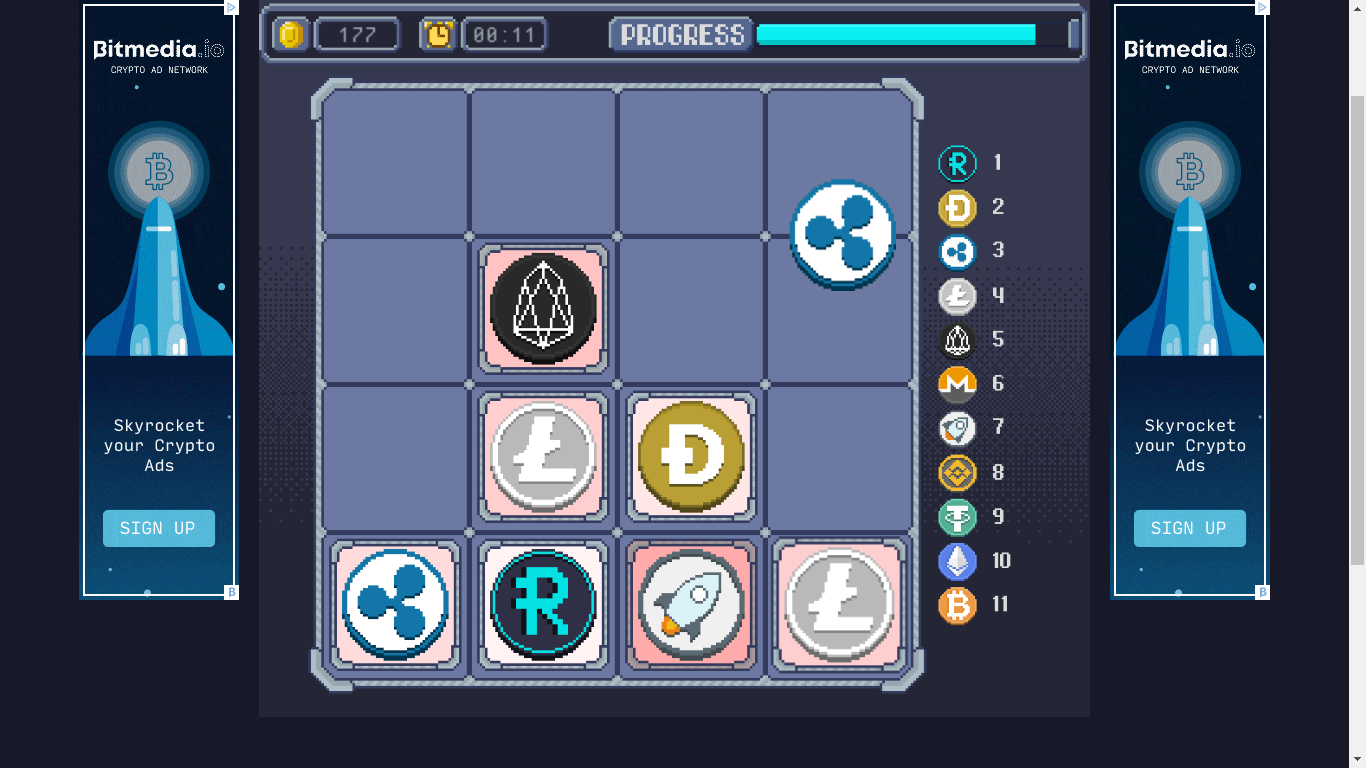 Bitmedia.io
CRYPTO AD NETWORK
Skyrocket
your Crypto
Ads
SIGN UP
177
00:11
PROGRESS
1
2
3
4
5
6
7
8
9
10
11
Bitmedia.io
CRYPTO AD NETWORK
Skyrocket
your Crypto
Ads
SIGN UP